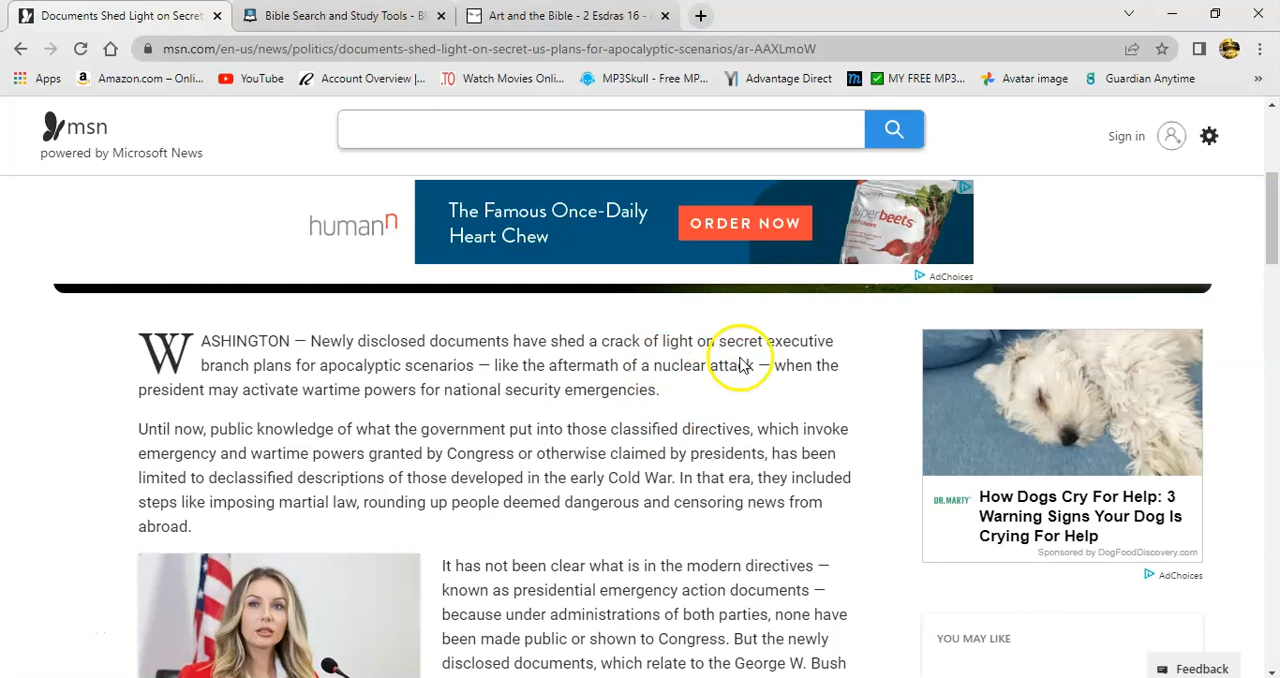 Documents Shed Light on Secret
Bible Search and Study Tools - Bl
Art and the Bible - 2 Esdras 16 -
msn.com/en-us/news/politics/documents-shed-light-on-secret-us-plans-for-apocalyptic-scenarios/ar-AAXLmoW
Apps
Amazon.com – Onli...
YouTube
Account Overview |...
Watch Movies Onlin...
MP3Skull - Free MP...
Advantage Direct
MY FREE MP3...
Avatar image
Guardian Anytime
msn
powered by Microsoft News
Sign in
humann
The Famous Once-Daily
Heart Chew
ORDER NOW
superbeets
AdChoices
WASHINGTON — Newly disclosed documents have shed a crack of light on secret executive
branch plans for apocalyptic scenarios — like the aftermath of a nuclear attack — when the
president may activate wartime powers for national security emergencies.
Until now, public knowledge of what the government put into those classified directives, which invoke
emergency and wartime powers granted by Congress or otherwise claimed by presidents, has been
limited to declassified descriptions of those developed in the early Cold War. In that era, they included
steps like imposing martial law, rounding up people deemed dangerous and censoring news from
abroad.
It has not been clear what is in the modern directives —
known as presidential emergency action documents —
because under administrations of both parties, none have
been made public or shown to Congress. But the newly
disclosed documents, which relate to the George W. Bush
DR.MARTY
How Dogs Cry For Help: 3
Warning Signs Your Dog Is
Crying For Help
Sponsored by DogFoodDiscovery.com
AdChoices
YOU MAY LIKE
Feedback